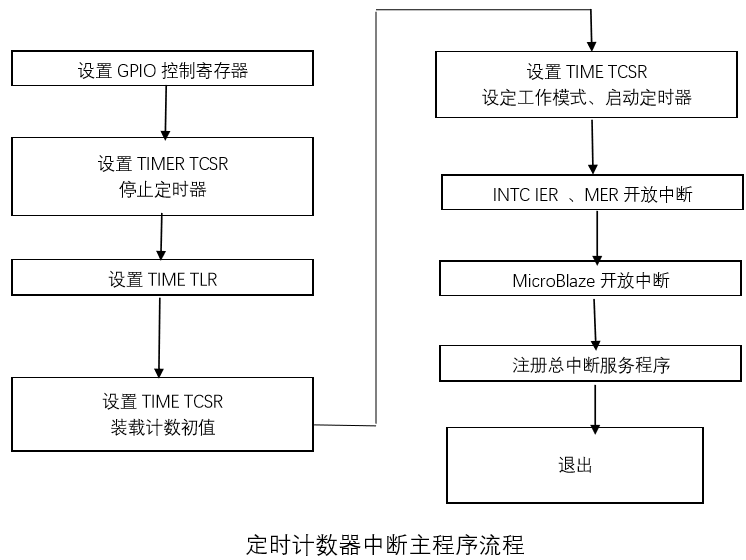 设置 GPIO 控制寄存器
设置 TIMER TCSR
停止定时器
设置 TIME TLR
设置 TIME TCSR
装载计数初值
设置 TIME TCSR
设定工作模式、启动定时器
INTC IER 、MER 开放中断
MicroBlaze 开放中断
注册总中断服务程序
退出
定时计数器中断主程序流程